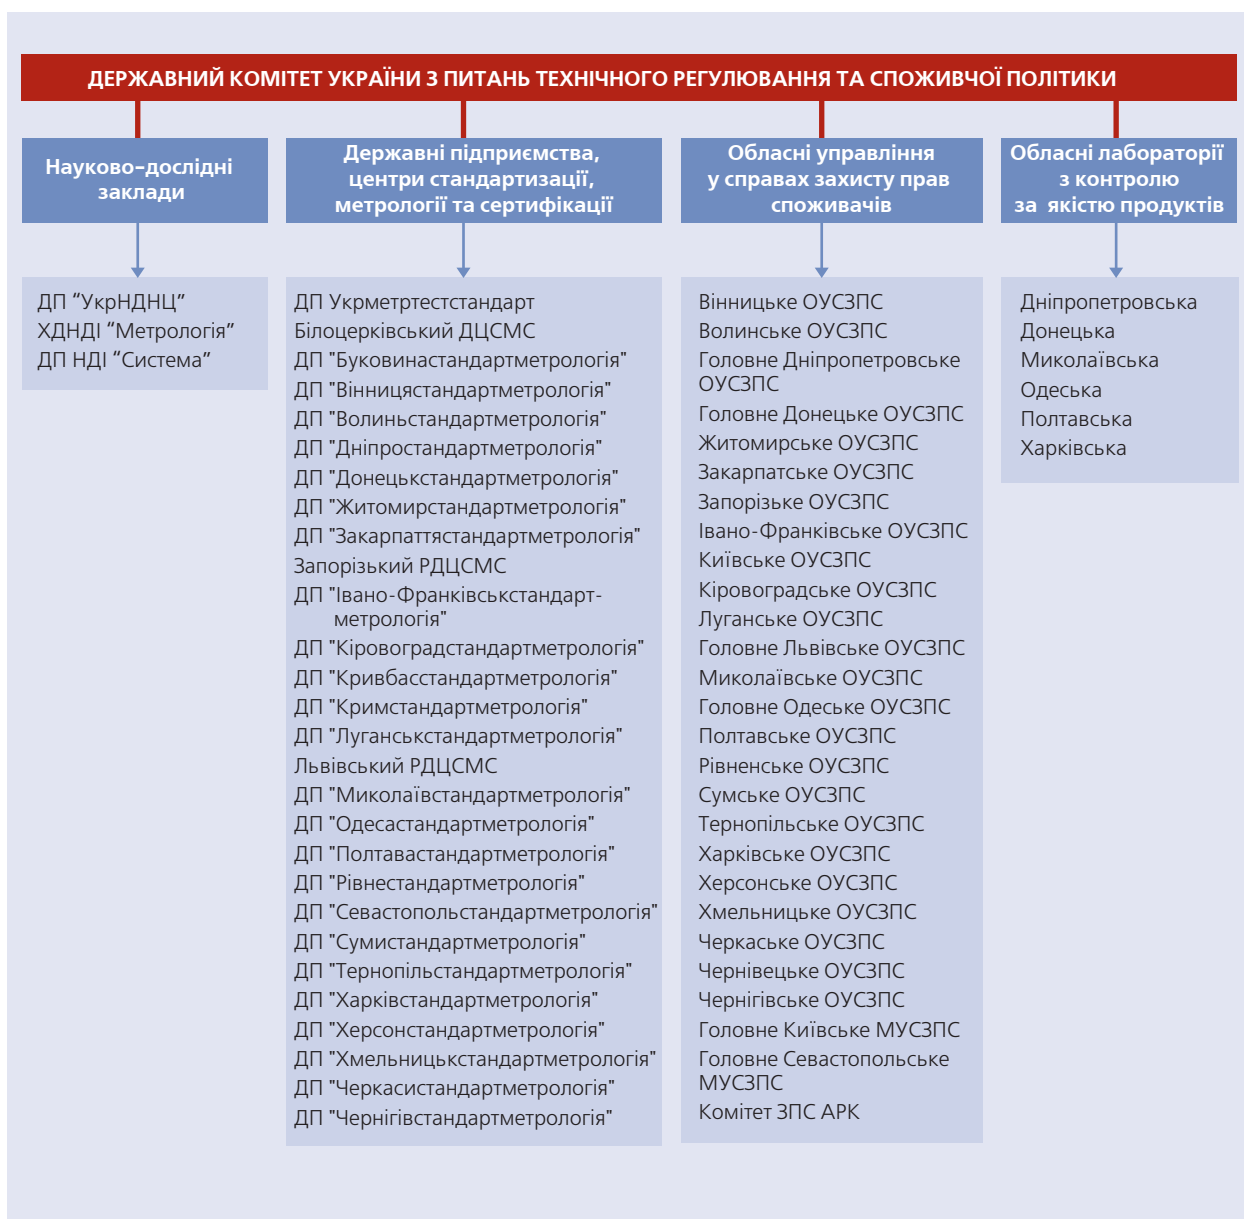 ДЕРЖАВНИЙ КОМІТЕТ УКРАЇНИ З ПИТАНЬ ТЕХНІЧНОГО РЕГУЛЮВАННЯ ТА СПОЖИВЧОЇ ПОЛІТИКИ
Науково-дослідні
заклади
ДП “УкрНДНЦ”
ХДНДІ “Метрологія”
ДП НДІ “Система”
Державні підприємства,
центри стандартизації,
метрології та сертифікації
ДП Укрметртестстандарт
Білоцерківський ДЦСМС
ДП "Буковинастандартметрологія"
ДП "Вінницястандартметрологія"
ДП "Волиньстандартметрологія"
ДП "Дніпростандартметрологія"
ДП "Донецькстандартметрологія"
ДП "Житомирстандартметрологія"
ДП "Закарпаттястандартметрологія"
Запорізький РДЦСМС
ДП "Івано-Франківськстандарт-
метрологія"
ДП "Кіровоградстандартметрологія"
ДП "Кривбасстандартметрологія"
ДП "Кримстандартметрологія"
ДП "Луганськстандартметрологія"
Львівський РДЦСМС
ДП "Миколаївстандартметрологія"
ДП "Одесастандартметрологія"
ДП "Полтавастандартметрологія"
ДП "Рівнестандартметрологія"
ДП "Севастопольстандартметрологія"
ДП "Сумистандартметрологія"
ДП "Тернопільстандартметрологія"
ДП "Харківстандартметрологія"
ДП "Херсонстандартметрологія"
ДП "Хмельницькстандартметрологія"
ДП "Черкасистандартметрологія"
ДП "Чернігівстандартметрологія"
Обласні управління
у справах захисту прав
споживачів
Вінницьке ОУСЗПС
Волинське ОУСЗПС
Головне Дніпропетровське
ОУСЗПС
Головне Донецьке ОУСЗПС
Житомирське ОУСЗПС
Закарпатське ОУСЗПС
Запорізьке ОУСЗПС
Івано-Франківське ОУСЗПС
Київське ОУСЗПС
Кіровоградське ОУСЗПС
Луганське ОУСЗПС
Головне Львівське ОУСЗПС
Миколаївське ОУСЗПС
Головне Одеське ОУСЗПС
Полтавське ОУСЗПС
Рівненське ОУСЗПС
Сумське ОУСЗПС
Тернопільське ОУСЗПС
Харківське ОУСЗПС
Херсонське ОУСЗПС
Хмельницьке ОУСЗПС
Черкаське ОУСЗПС
Чернівецьке ОУСЗПС
Чернігівське ОУСЗПС
Головне Київське МУСЗПС
Головне Севастопольське
МУСЗПС
Комітет ЗПС АРК
Обласні лабораторії
з контролю
за якістю продуктів
Дніпропетровська
Донецька
Миколаївська
Одеська
Полтавська
Харківська